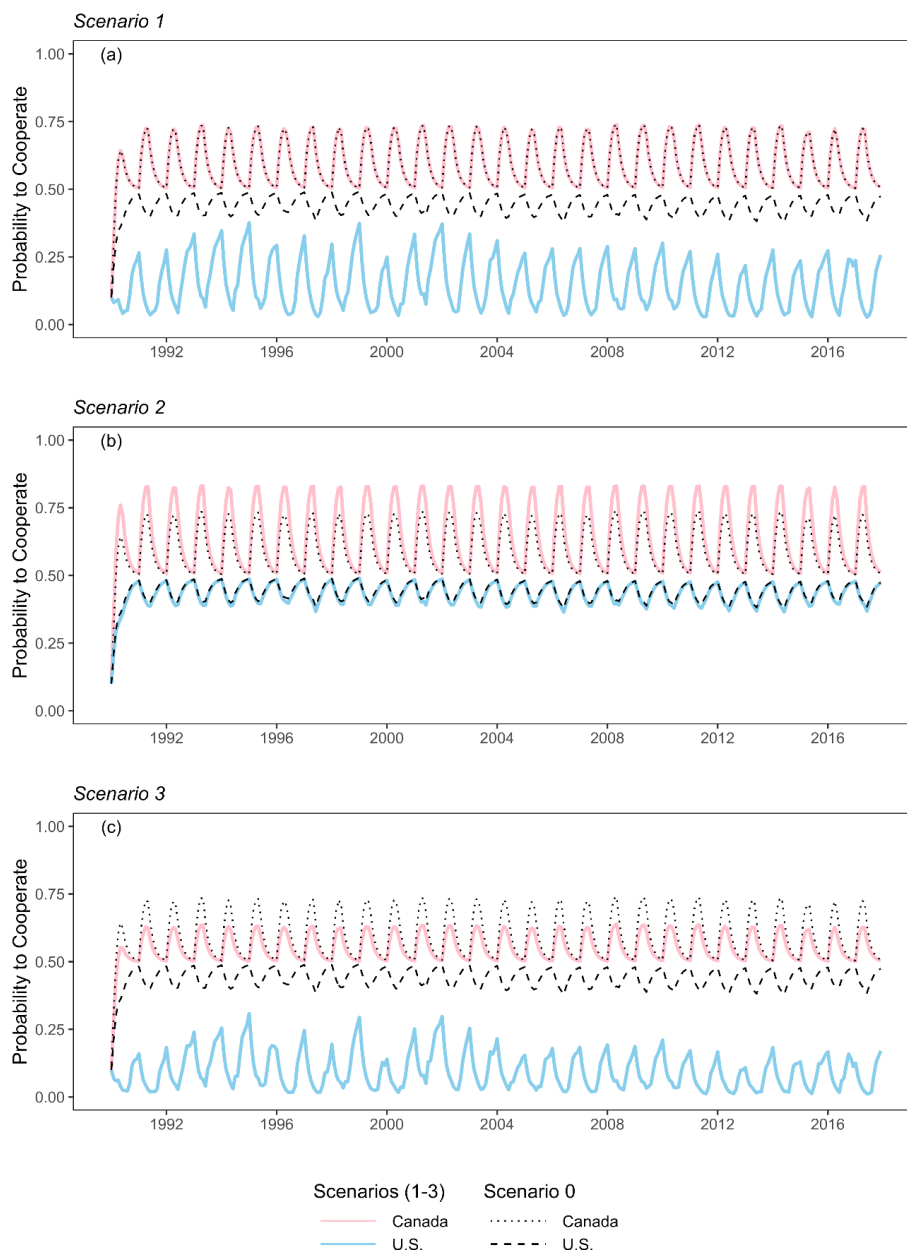 Scenario 1
(a)
1.00
0.75
0.50
0.25
0.00
Probability to Cooperate
1992 1996 2000 2004 2008 2012 2016
Scenario 2
(b)
1.00
0.75
0.50
0.25
0.00
Probability to Cooperate
1992 1996 2000 2004 2008 2012 2016
Scenario 3
(c)
1.00
0.75
0.50
0.25
0.00
Probability to Cooperate
1992 1996 2000 2004 2008 2012 2016
Scenarios (1-3) Scenario 0
Canada Canada
U.S. U.S.